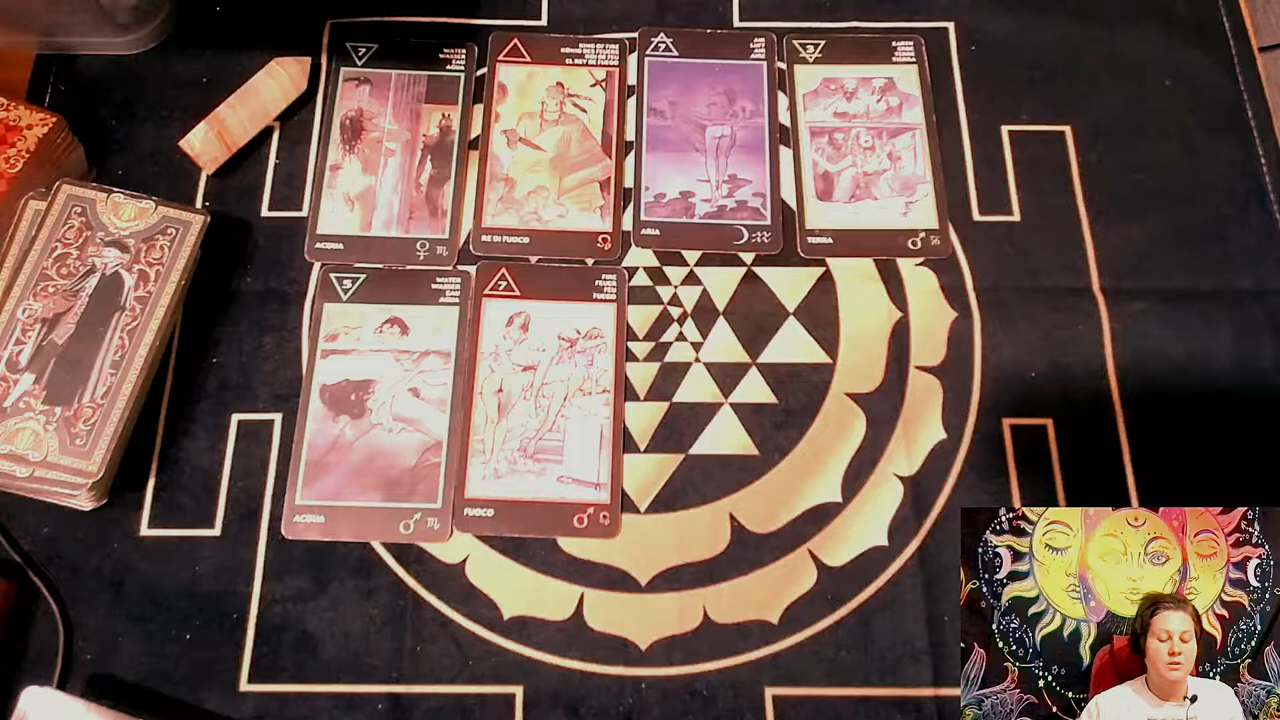 7
WATER
WASSER
EAU
AGUA
ACQUA
KING OF FIRE
KÖNIG DES FEUERS
ROI DE FEU
EL REY DE FUEGO
RE DI FUOCO
7
AIR
LUFT
AIR
AIRE
ARIA
3
EARTH
ERDE
TERRE
TIERRA
TERRA
5
WATER
WASSER
EAU
AGUA
ACQUA
7
FIRE
FEUER
FEU
FUEGO
FUOCO